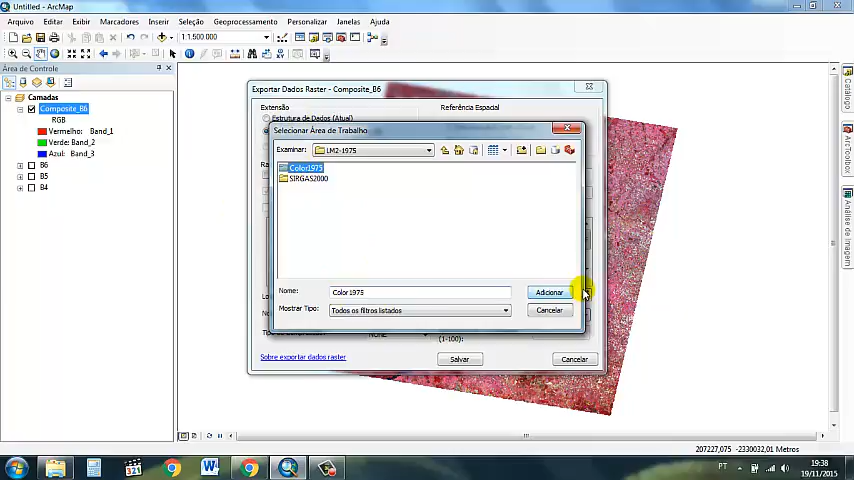 Untitled - ArcMap
Arquivo Editar Exibir Marcadores Inserir Seleção Geoprocessamento Personalizar Janelas Ajuda
1:1.500.000
Área de Controle
Camadas
Composite_B6
RGB
Vermelho: Band_1
Verde: Band_2
Azul: Band_3
B6
B5
B4
Exportar Dados Raster - Composite_B6
Extensão
Referência Espacial
Estrutura de Dados (Atual)
Selecionar Área de Trabalho
Examinar:
LM2-1975
Color1975
SIRGAS2000
Nome:
Color1975
Adicionar
Mostrar Tipo:
Todos os filtros listados
Cancelar
NONE
(1-100):
Sobre exportar dados raster
Salvar
Cancelar
Catálogo
ArcToolbox
Análise de Imagem
207227,075 -2330032,01 Metros
321
PT
19:38
19/11/2015